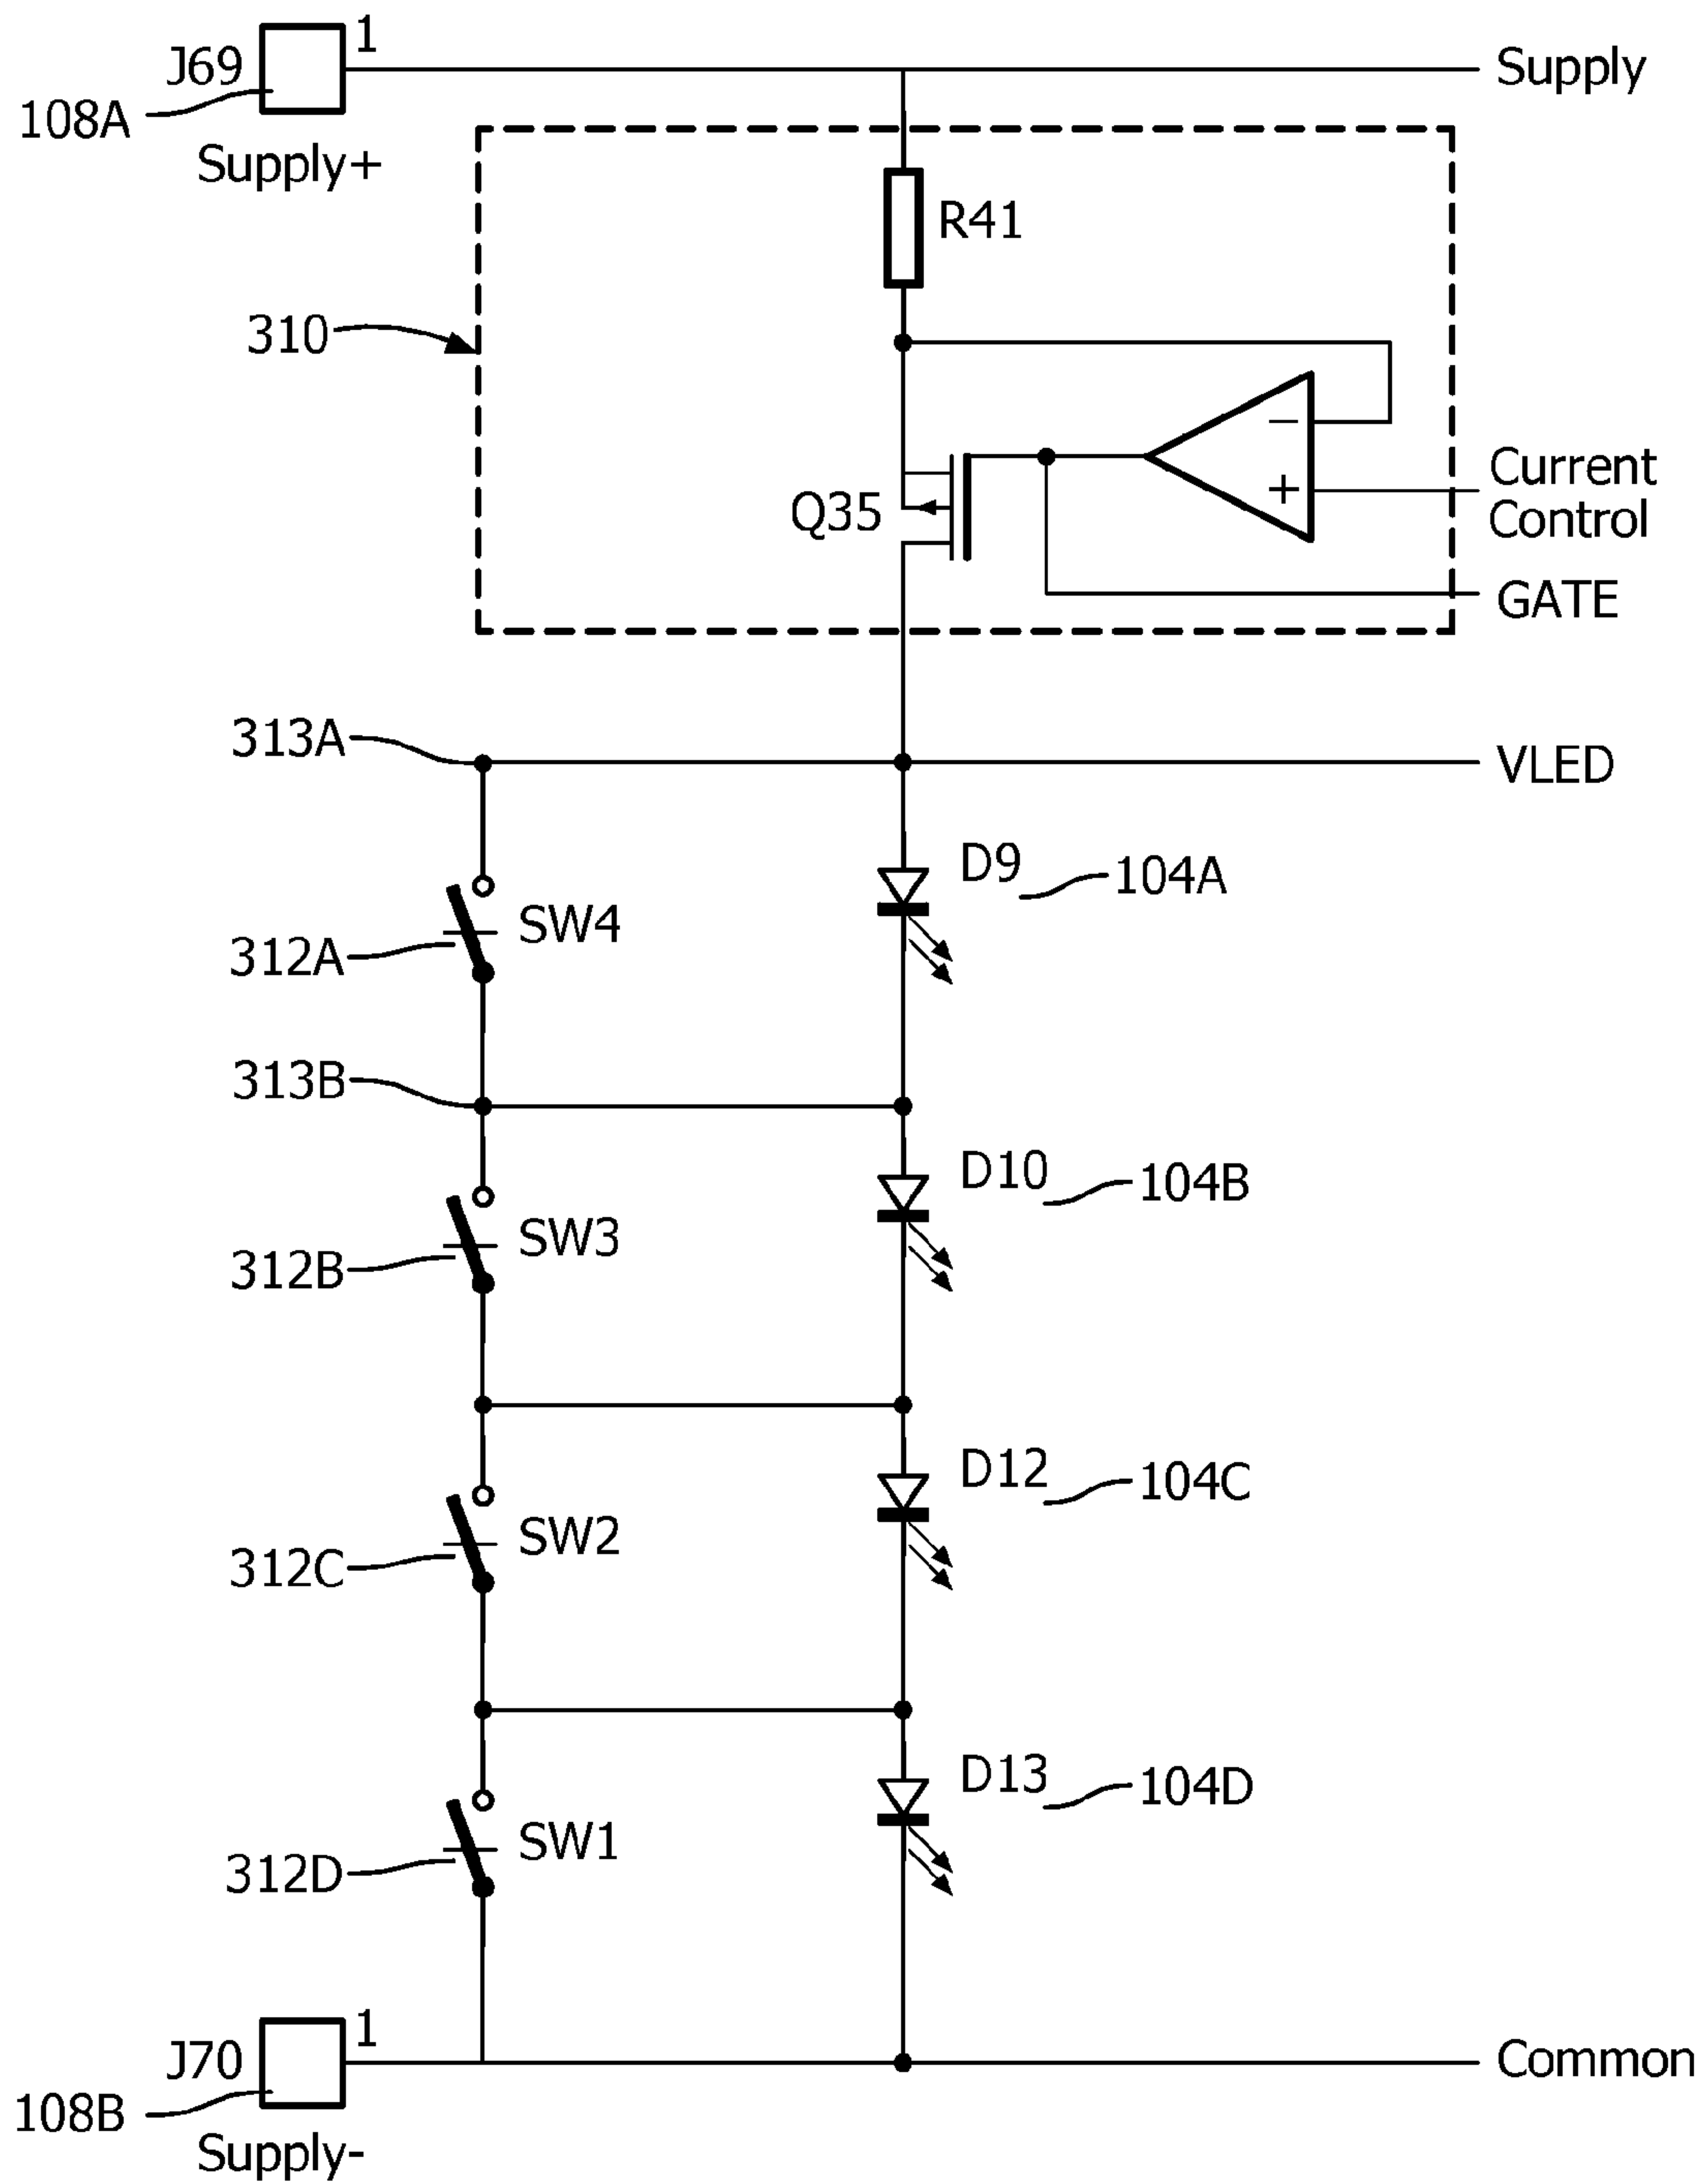 J69
1
Supply
108A
Supply+
R41
310
−
+
Current
Control
Q35
GATE
313A
VLED
D9
104A
SW4
312A
313B
D10
104B
SW3
312B
D12
104C
SW2
312C
D13
104D
SW1
312D
J70
1
Common
108B
Supply-